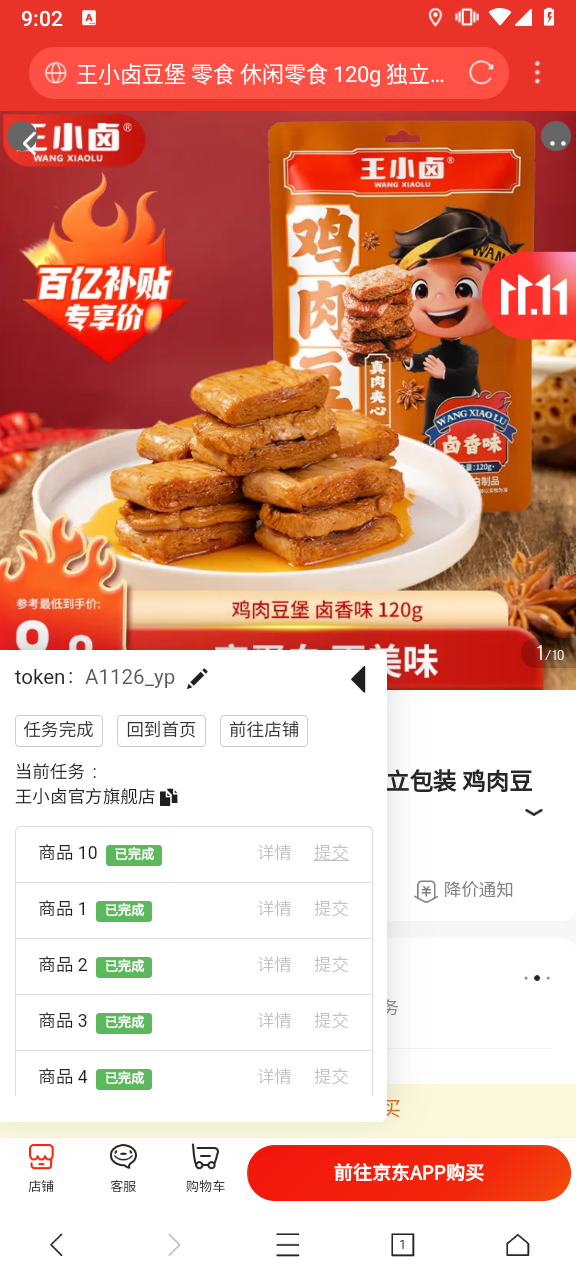 9:02
A
王小卤豆堡 零食 休闲零食 120g 独立...
王小卤®
WANG XIAOLU
百亿补贴
专享价
王小卤®
WANG XIAOLU
鸡肉豆
真肉夹心
WAN
11.11
WANG XIAO LU
卤香味
量:120g
参考最低到手价:
鸡肉豆堡 卤香味 120g
美味
1/10
token: A1126_yp
任务完成 回到首页 前往店铺
当前任务 :
王小卤官方旗舰店
立包装 鸡肉豆
商品 10 已完成 详情 提交
商品 1 已完成 详情 提交
降价通知
商品 2 已完成 详情 提交
商品 3 已完成 详情 提交
务
商品 4 已完成 详情 提交
买
店铺 客服 购物车 前往京东APP购买
1